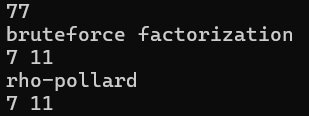 77
bruteforce factorization
7 11
rho-pollard
7 11